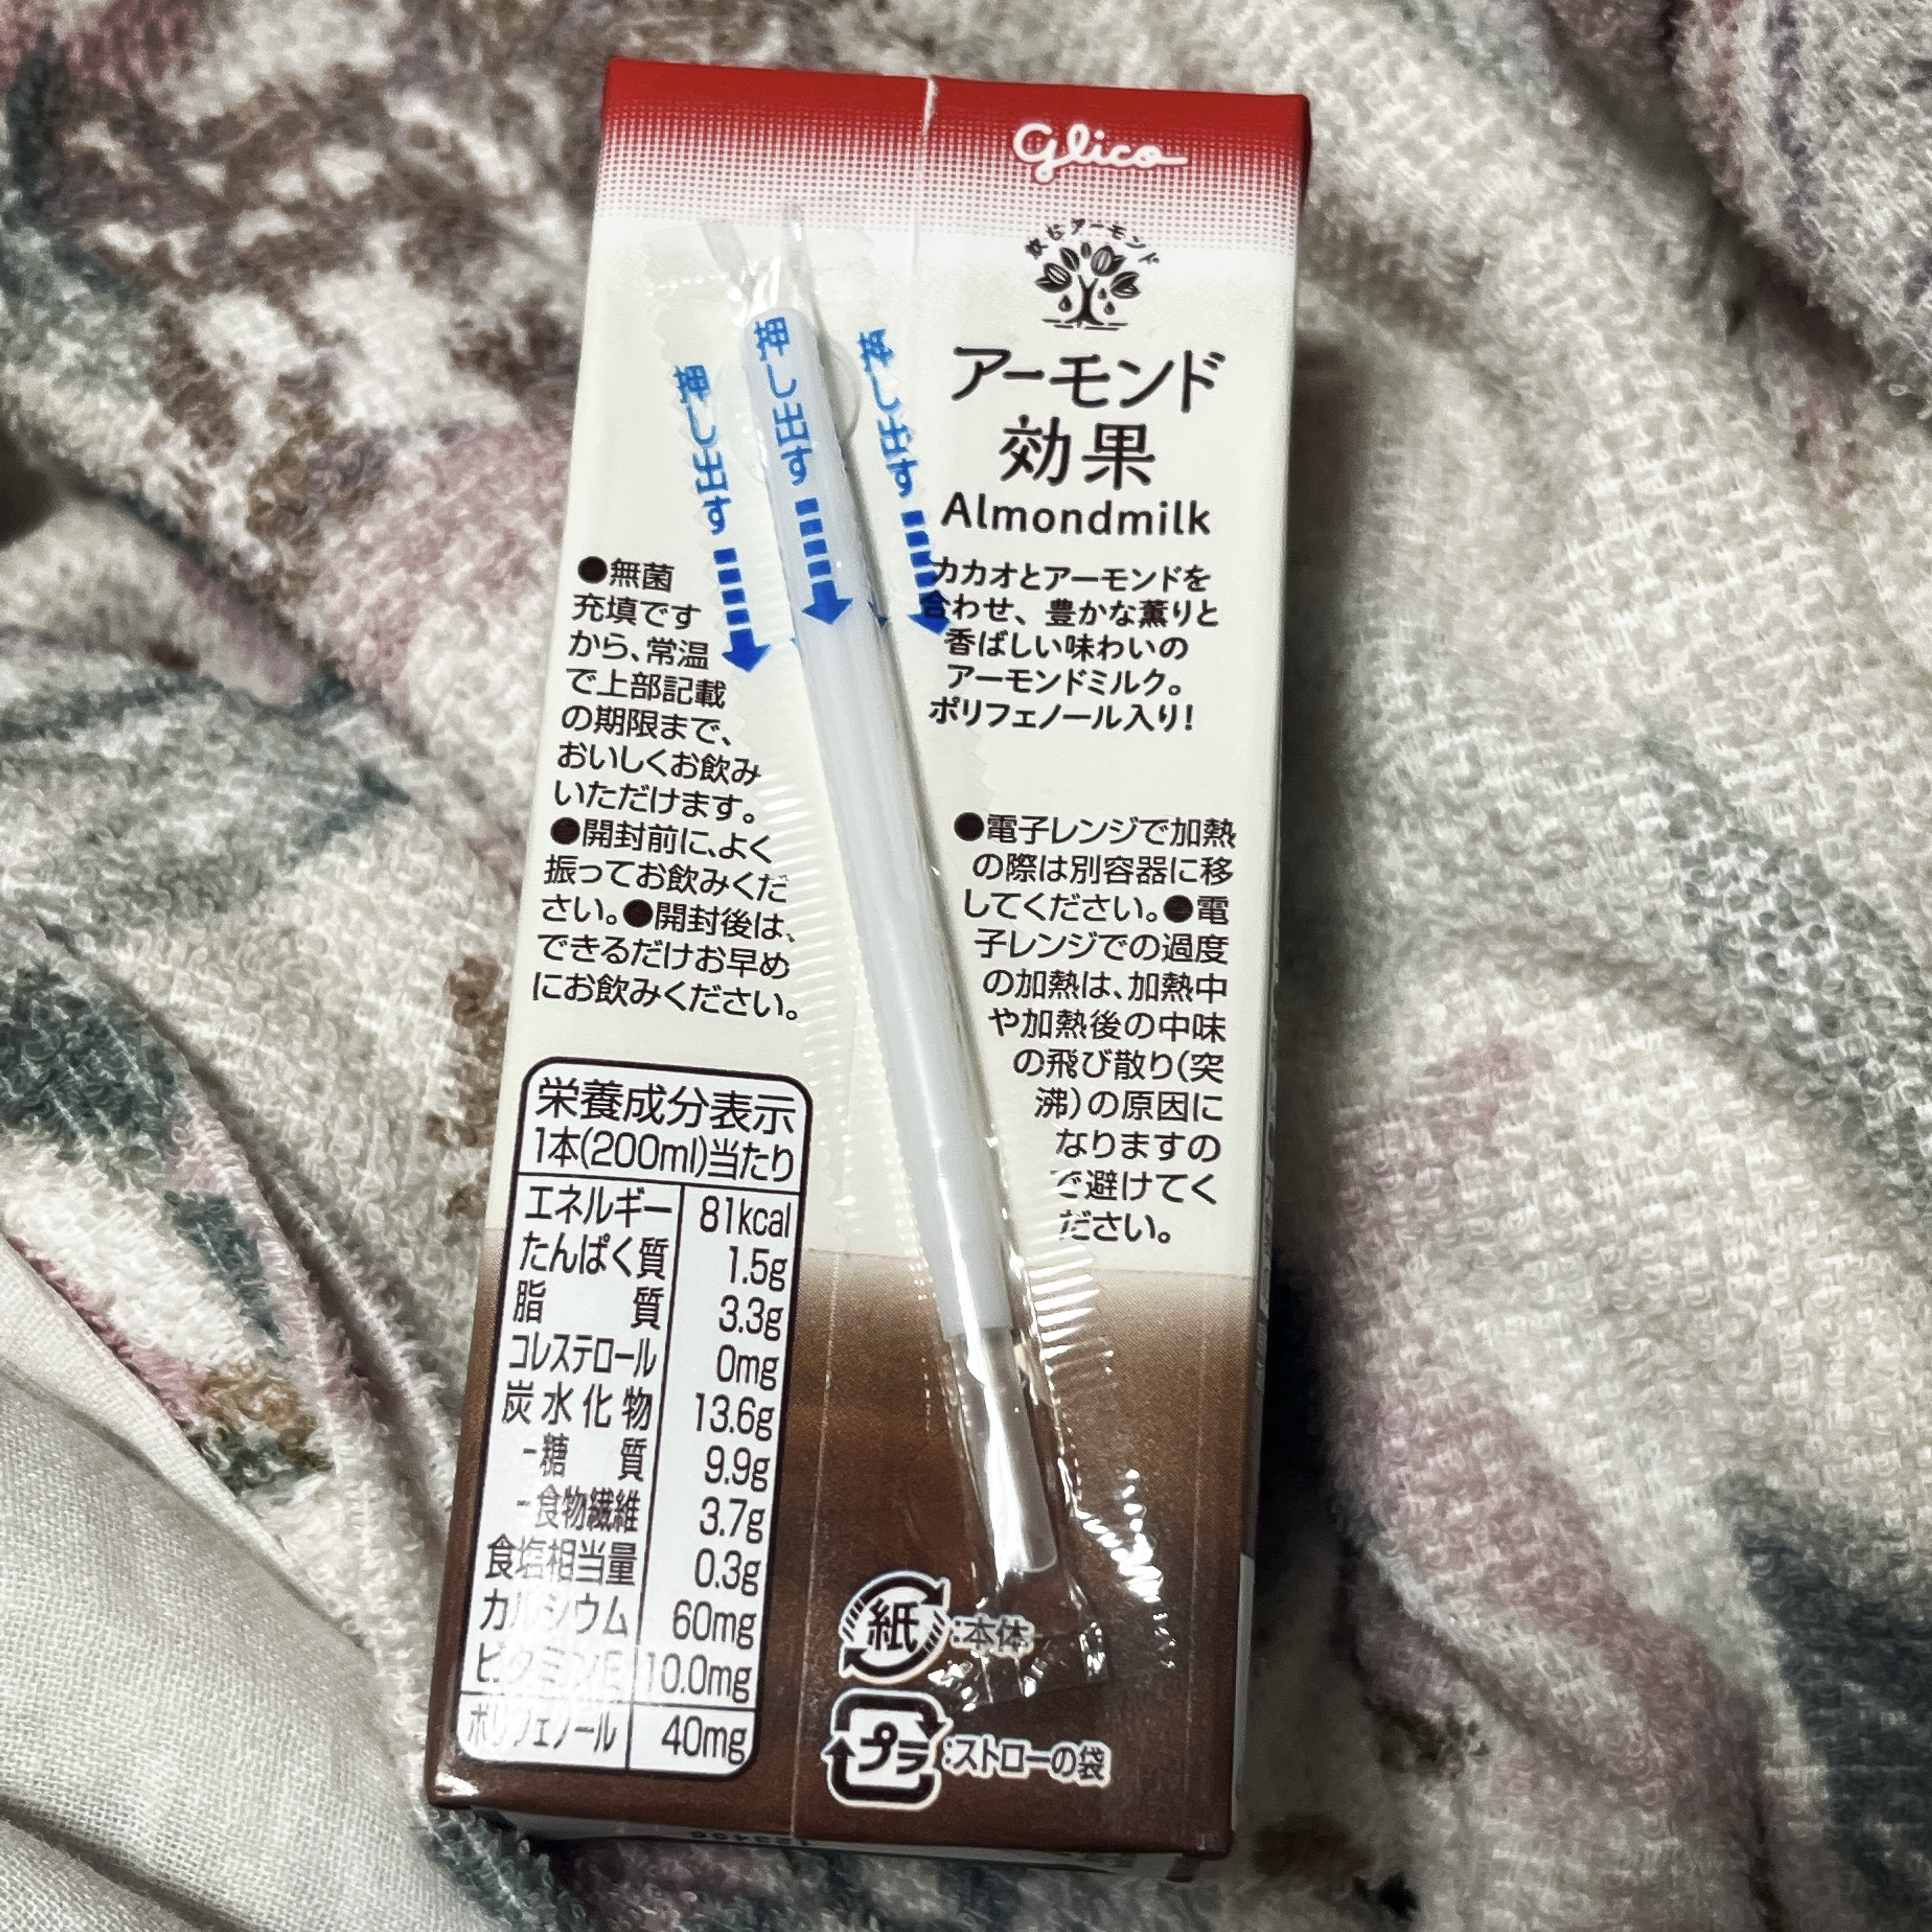 Glico
飲むアーモンド
アーモンド
効果
Almondmilk
カカオとアーモンドを
合わせ、豊かな薫りと
香ばしい味わいの
アーモンドミルク。
ポリフェノール入り!
押し出す
押し出す
押し出す
●無菌
充填です
から、常温
で上部記載
の期限まで、
おいしくお飲み
いただけます。
●開封前に、よく
振ってお飲みくだ
さい。●開封後は、
できるだけお早め
にお飲みください。
●電子レンジで加熱
の際は別容器に移
してください。●電
子レンジでの過度
の加熱は、加熱中
や加熱後の中味
の飛び散り(突
沸)の原因に
なりますの
で避けてく
ださい。
栄養成分表示
1本(200ml)当たり
エネルギー 81kcal
たんぱく質 1.5g
脂質 3.3g
コレステロール 0mg
炭水化物 13.6g
-糖質 9.9g
-食物繊維 3.7g
食塩相当量 0.3g
カルシウム 60mg
ビタミンE 10.0mg
ポリフェノール 40mg
紙:本体
プラ:ストローの袋